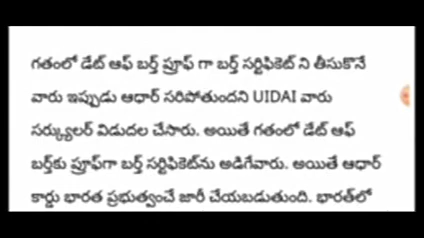 గతంలో డేట్ ఆఫ్ బర్త్ ప్రూఫ్ గా బర్త్ సర్టిఫికెట్ ని తీసుకొనే
వారు ఇప్పుడు ఆధార్ సరిపోతుందని UIDAI వారు
సర్క్యులర్ విడుదల చేసారు. అయితే గతంలో డేట్ ఆఫ్
బర్త్‌కు ప్రూఫ్‌గా బర్త్ సర్టిఫికెట్‌ను అడిగేవారు. అయితే ఆధార్
కార్డు భారత ప్రభుత్వంచే జారీ చేయబడుతుంది. భారత్‌లో